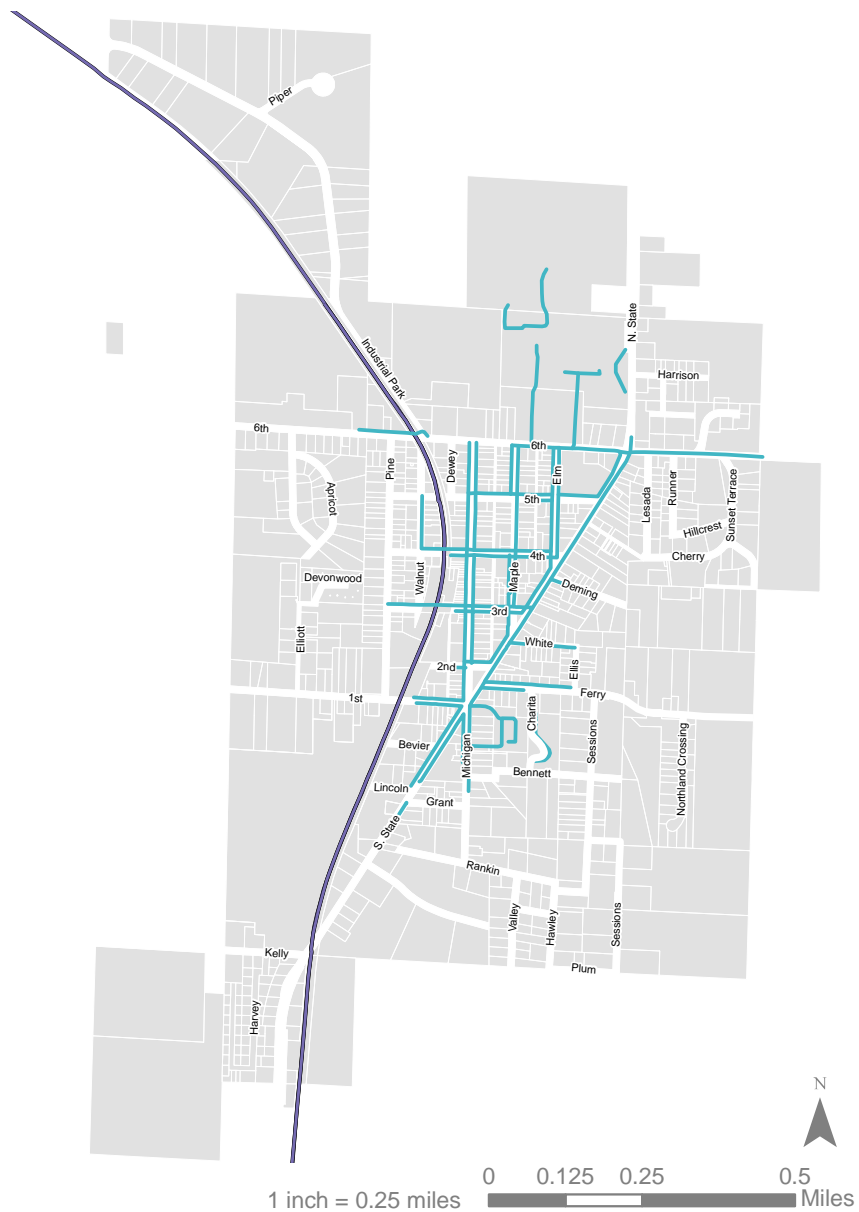 Piper
N. State
Industrial Park
Harrison
6th
6th
Pine
Dewey
Elm
Apricot
5th
Lesada
Runner
Sunset Terrace
Hillcrest
4th
Cherry
Devonwood
Walnut
Maple
Deming
3rd
Elliott
White
2nd
Ellis
1st
Ferry
Charita
Sessions
Bevier
Michigan
Northland Crossing
Bennett
Lincoln
Grant
S. State
Rankin
Valley
Hawley
Sessions
Kelly
Plum
Harvey
N
0 0.125 0.25 0.5
1 inch = 0.25 miles
Miles